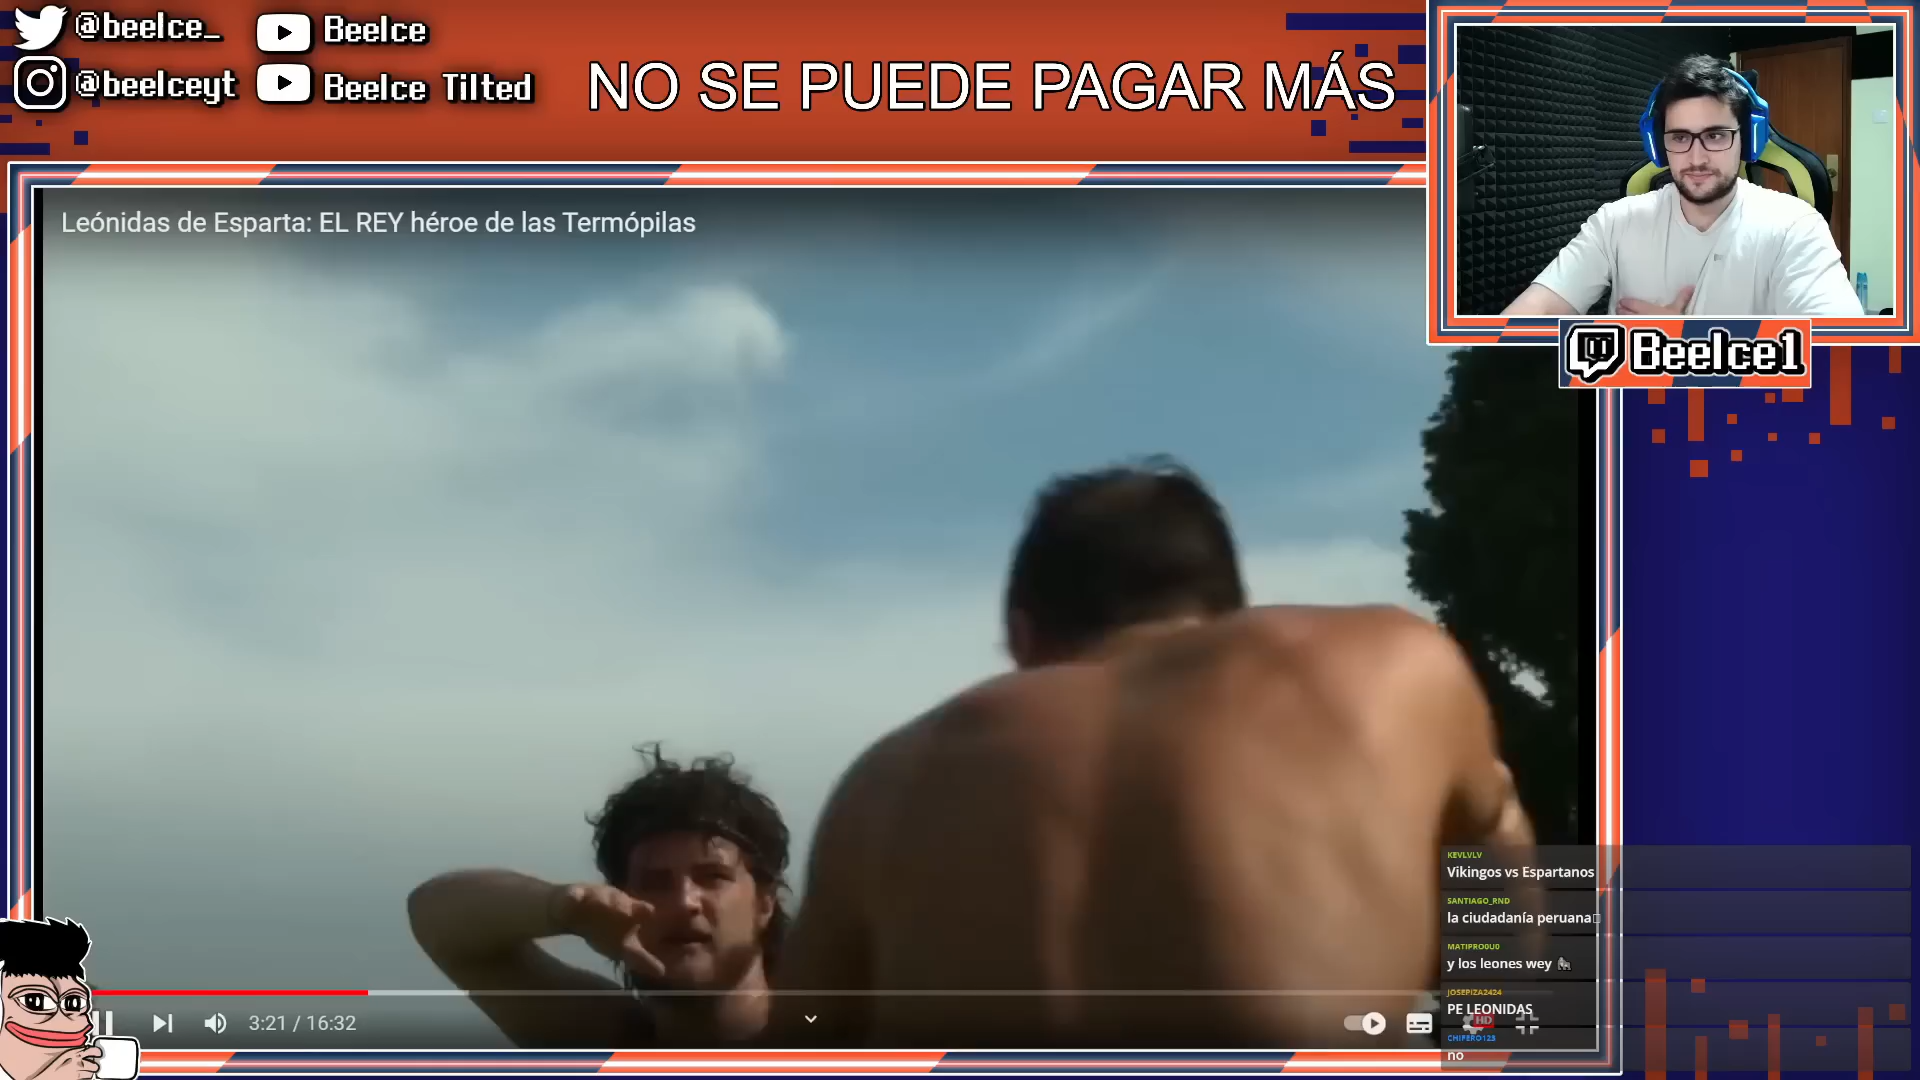 @beelce_
Beelce
@beelceyt
Beelce Tilted
NO SE PUEDE PAGAR MÁS
Beelce1
Leónidas de Esparta: EL REY héroe de las Termópilas
KEVLVLV
Vikingos vs Espartanos
SANTIAGO_RND
la ciudadanía peruana
MATIPRO0U0
y los leones wey
JOSEPIZA2424
PE LEONIDAS
CHIPERO123
no
3:21 / 16:32
HD